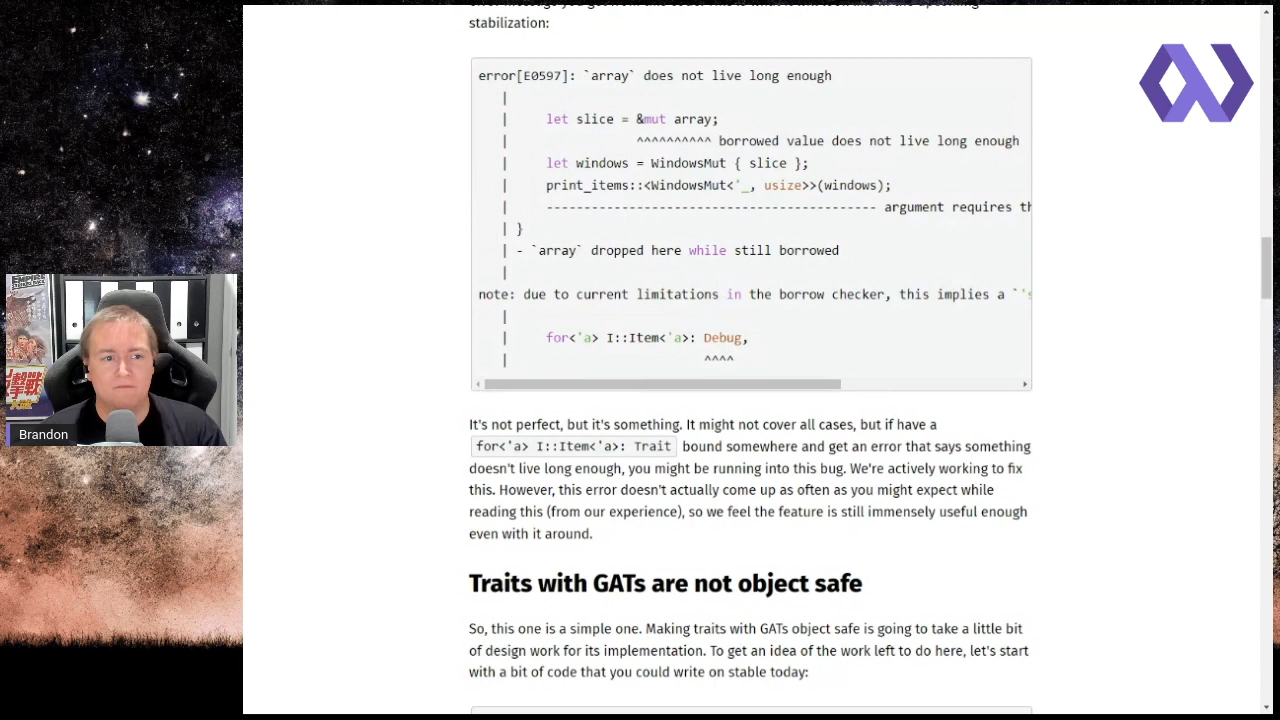 stabilization:
error[E0597]: `array` does not live long enough
|
| let slice = &mut array;
| ^^^^^^^^^^ borrowed value does not live long enough
| let windows = WindowsMut { slice };
| print_items::<WindowsMut<'_, usize>>(windows);
| ----------------------------------------- argument requires th
| }
| - `array` dropped here while still borrowed
|
note: due to current limitations in the borrow checker, this implies a `'s
|
| for<'a> I::Item<'a>: Debug,
| ^^^^
It's not perfect, but it's something. It might not cover all cases, but if have a
for<'a> I::Item<'a>: Trait bound somewhere and get an error that says something
doesn't live long enough, you might be running into this bug. We're actively working to fix
this. However, this error doesn't actually come up as often as you might expect while
reading this (from our experience), so we feel the feature is still immensely useful enough
even with it around.
Traits with GATs are not object safe
So, this one is a simple one. Making traits with GATs object safe is going to take a little bit
of design work for its implementation. To get an idea of the work left to do here, let's start
with a bit of code that you could write on stable today:
Brandon